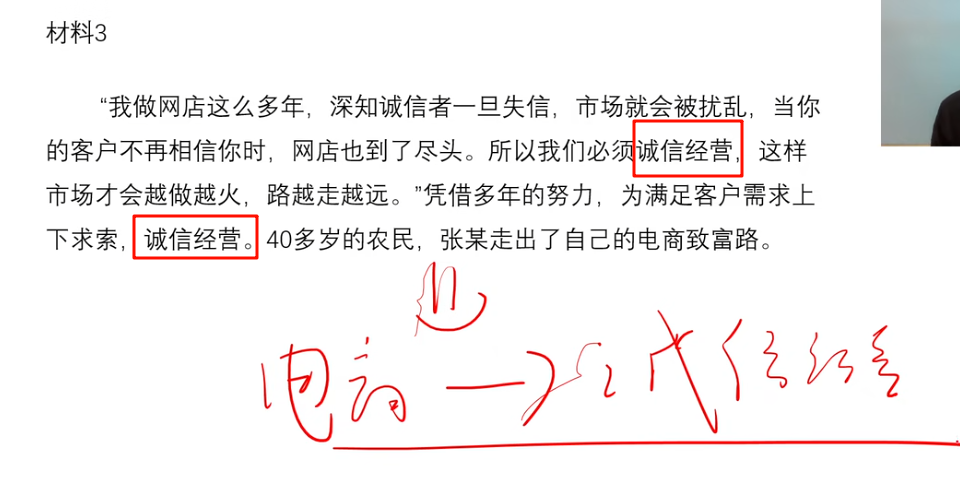 材料3
“我做网店这么多年，深知诚信者一旦失信，市场就会被扰乱，当你
的客户不再相信你时，网店也到了尽头。所以我们必须诚信经营，这样
市场才会越做越火，路越走越远。”凭借多年的努力，为满足客户需求上
下求索，诚信经营。40多岁的农民，张某走出了自己的电商致富路。
电商
信经营